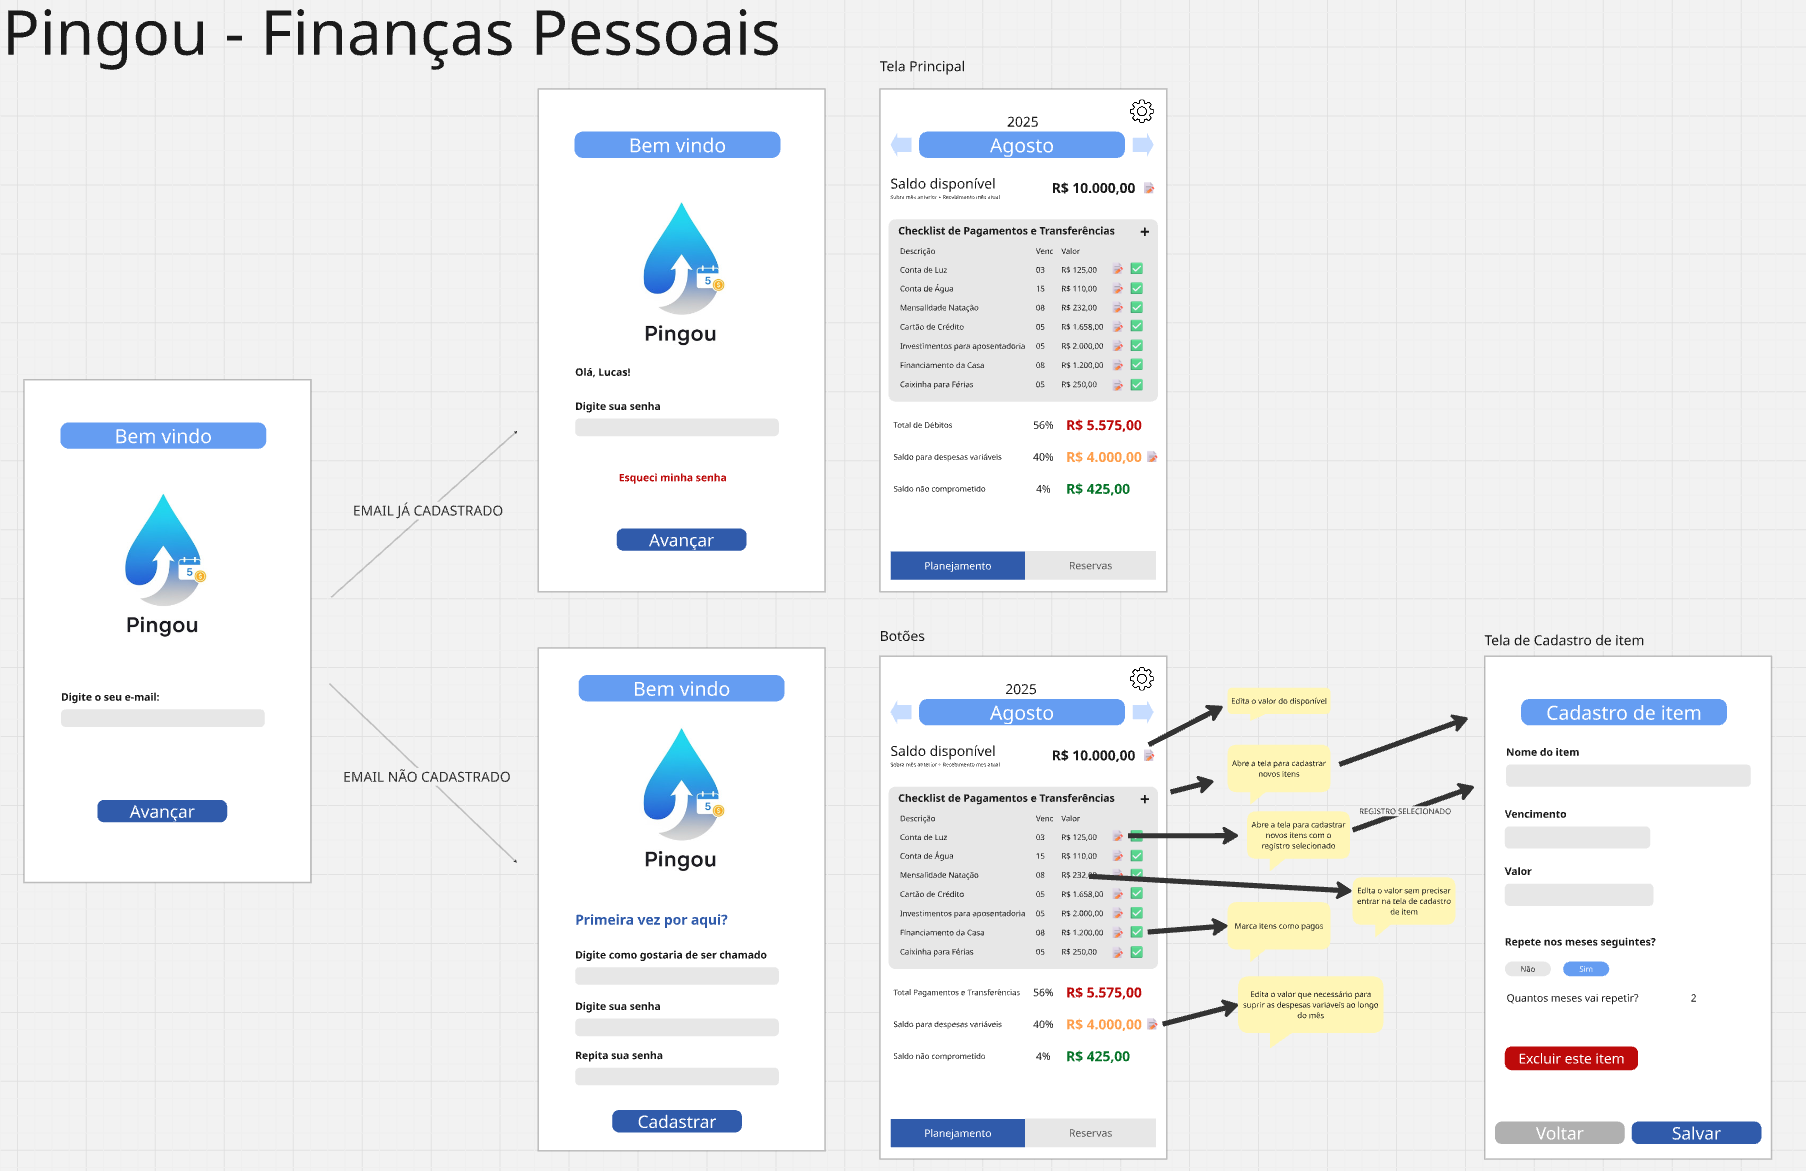 Pingou - Finanças Pessoais
Bem vindo
5
Pingou
Digite o seu e-mail:
Avançar
EMAIL JÁ CADASTRADO
EMAIL NÃO CADASTRADO
Bem vindo
5
Pingou
Olá, Lucas!
Digite sua senha
Esqueci minha senha
Avançar
Bem vindo
5
Pingou
Primeira vez por aqui?
Digite como gostaria de ser chamado
Digite sua senha
Repita sua senha
Cadastrar
Tela Principal
2025
Agosto
Saldo disponível R$ 10.000,00
Sobra mês anterior + Recebimento mês atual
Checklist de Pagamentos e Transferências +
Descrição Venc Valor
Conta de Luz 03 R$ 125,00
Conta de Água 15 R$ 110,00
Mensalidade Natação 08 R$ 232,00
Cartão de Crédito 05 R$ 1.658,00
Investimentos para aposentadoria 05 R$ 2.000,00
Financiamento da Casa 08 R$ 1.200,00
Caixinha para Férias 05 R$ 250,00
Total de Débitos 56% R$ 5.575,00
Saldo para despesas variáveis 40% R$ 4.000,00
Saldo não comprometido 4% R$ 425,00
Planejamento Reservas
Botões
2025
Agosto
Saldo disponível R$ 10.000,00
Sobra mês anterior + Recebimento mês atual
Checklist de Pagamentos e Transferências +
Descrição Venc Valor
Conta de Luz 03 R$ 125,00
Conta de Água 15 R$ 110,00
Mensalidade Natação 08 R$ 232,00
Cartão de Crédito 05 R$ 1.658,00
Investimentos para aposentadoria 05 R$ 2.000,00
Financiamento da Casa 08 R$ 1.200,00
Caixinha para Férias 05 R$ 250,00
Total Pagamentos e Transferências 56% R$ 5.575,00
Saldo para despesas variáveis 40% R$ 4.000,00
Saldo não comprometido 4% R$ 425,00
Planejamento Reservas
Edita o valor do disponível
Abre a tela para cadastrar
novos itens
Abre a tela para cadastrar
novos itens com o
registro selecionado
REGISTRO SELECIONADO
Edita o valor sem precisar
entrar na tela de cadastro
de item
Marca itens como pagos
Edita o valor que necessário para
suprir as despesas variaveis ao longo
do mês
Tela de Cadastro de item
Cadastro de item
Nome do item
Vencimento
Valor
Repete nos meses seguintes?
Não Sim
Quantos meses vai repetir? 2
Excluir este item
Voltar Salvar